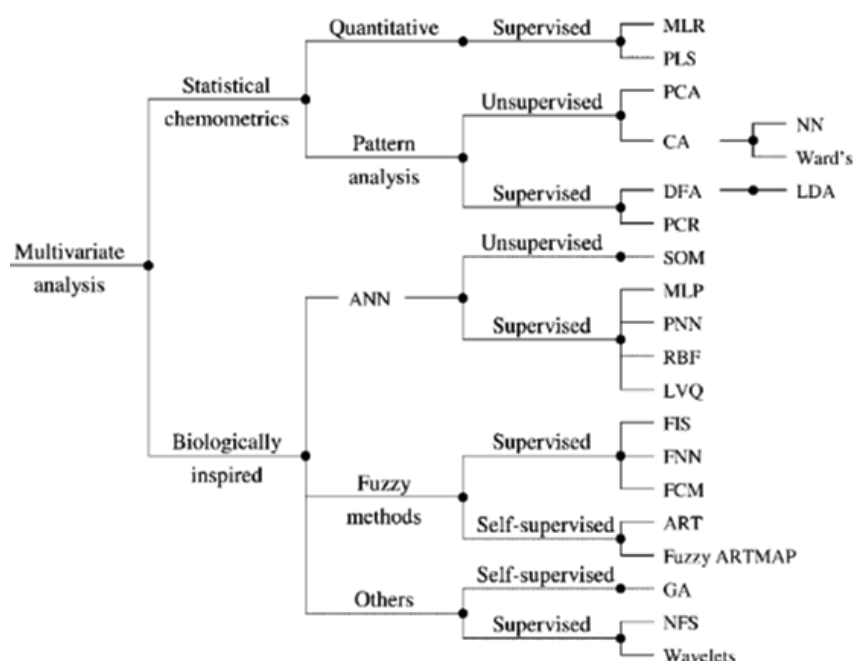 Quantitative
Supervised
MLR
PLS
Statistical
chemometrics
Unsupervised
PCA
CA
NN
Ward's
Pattern
analysis
Supervised
DFA
LDA
PCR
Multivariate
analysis
Unsupervised
SOM
ANN
MLP
Supervised
PNN
RBF
LVQ
Biologically
inspired
Supervised
FIS
FNN
FCM
Fuzzy
methods
Self-supervised
ART
Fuzzy ARTMAP
Self-supervised
GA
Others
Supervised
NFS
Wavelets